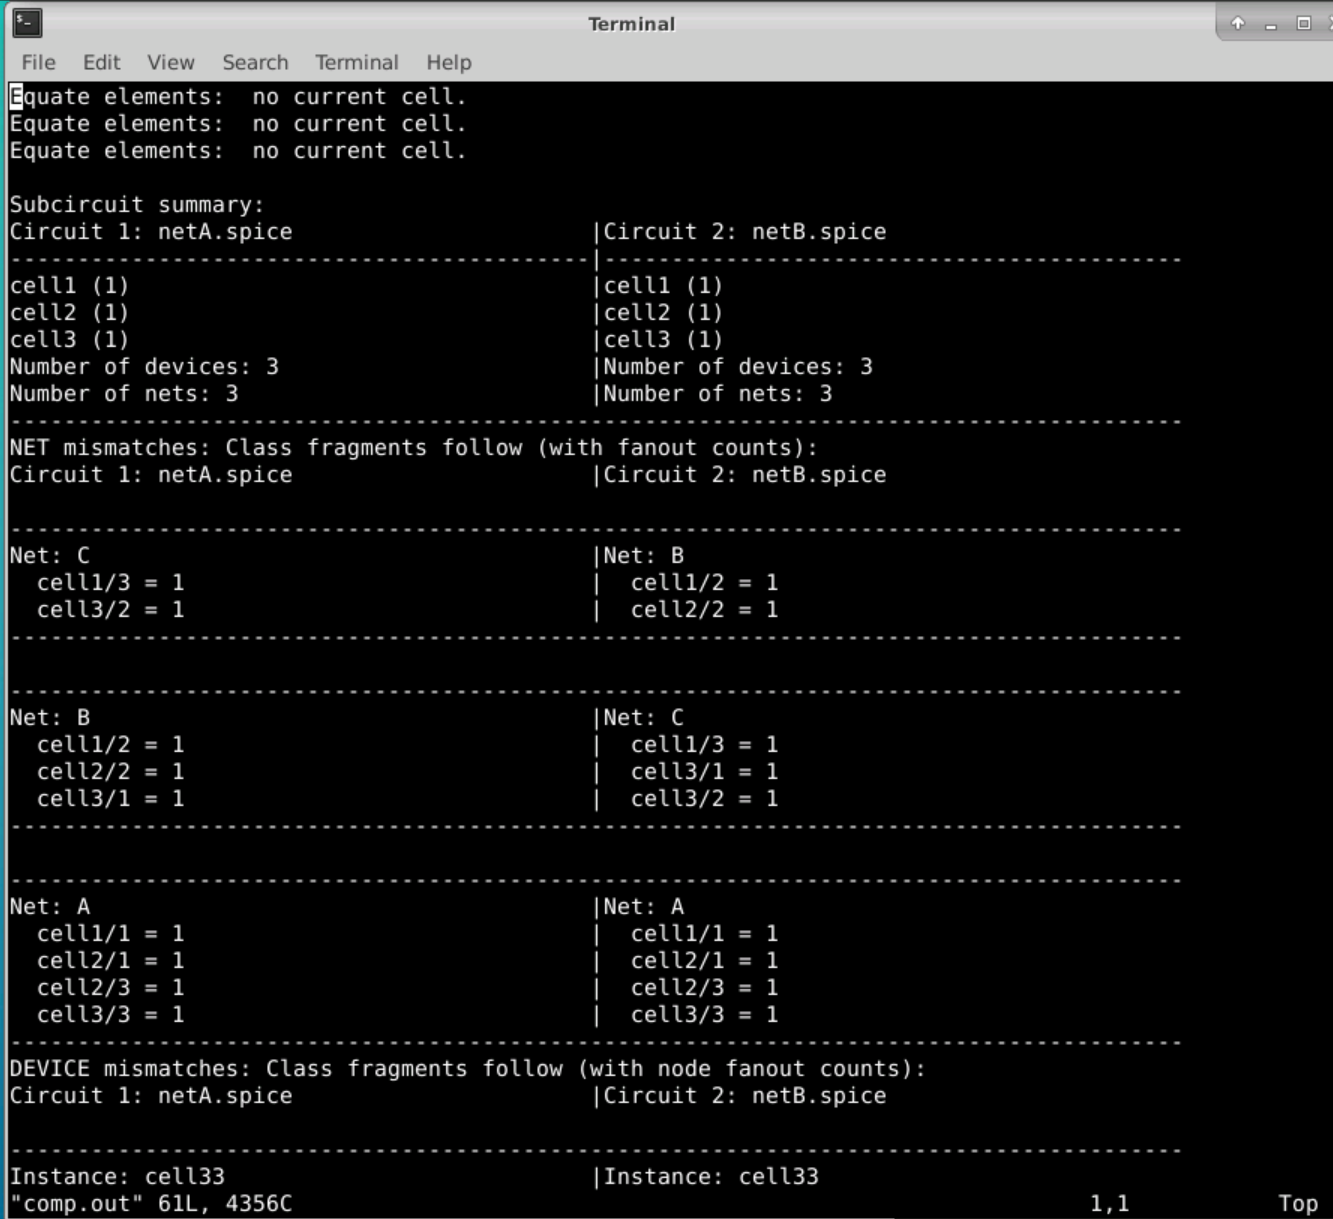 Terminal
File Edit View Search Terminal Help
Equate elements:  no current cell.
Equate elements:  no current cell.
Equate elements:  no current cell.
Subcircuit summary:
Circuit 1: netA.spice                      |Circuit 2: netB.spice
-------------------------------------------|-------------------------------------------
cell1 (1)                                  |cell1 (1)
cell2 (1)                                  |cell2 (1)
cell3 (1)                                  |cell3 (1)
Number of devices: 3                       |Number of devices: 3
Number of nets: 3                          |Number of nets: 3
---------------------------------------------------------------------------------------
NET mismatches: Class fragments follow (with fanout counts):
Circuit 1: netA.spice                      |Circuit 2: netB.spice
---------------------------------------------------------------------------------------
Net: C                                     |Net: B
  cell1/3 = 1                              |  cell1/2 = 1
  cell3/2 = 1                              |  cell2/2 = 1
---------------------------------------------------------------------------------------
---------------------------------------------------------------------------------------
Net: B                                     |Net: C
  cell1/2 = 1                              |  cell1/3 = 1
  cell2/2 = 1                              |  cell3/1 = 1
  cell3/1 = 1                              |  cell3/2 = 1
---------------------------------------------------------------------------------------
---------------------------------------------------------------------------------------
Net: A                                     |Net: A
  cell1/1 = 1                              |  cell1/1 = 1
  cell2/1 = 1                              |  cell2/1 = 1
  cell2/3 = 1                              |  cell2/3 = 1
  cell3/3 = 1                              |  cell3/3 = 1
---------------------------------------------------------------------------------------
DEVICE mismatches: Class fragments follow (with node fanout counts):
Circuit 1: netA.spice                      |Circuit 2: netB.spice
---------------------------------------------------------------------------------------
Instance: cell33                           |Instance: cell33
"comp.out" 61L, 4356C                                                           1,1           Top